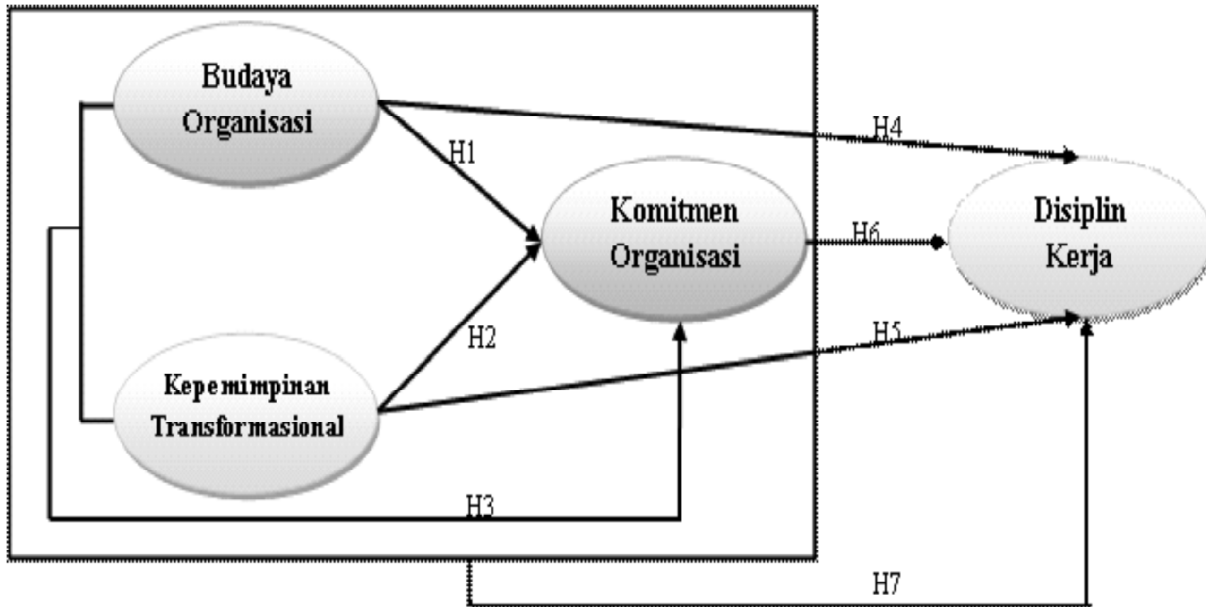 Budaya
Organisasi
H1
H4
Komitmen
Organisasi
H6
Disiplin
Kerja
H2
H5
Kepemimpinan
Transformasional
H3
H7